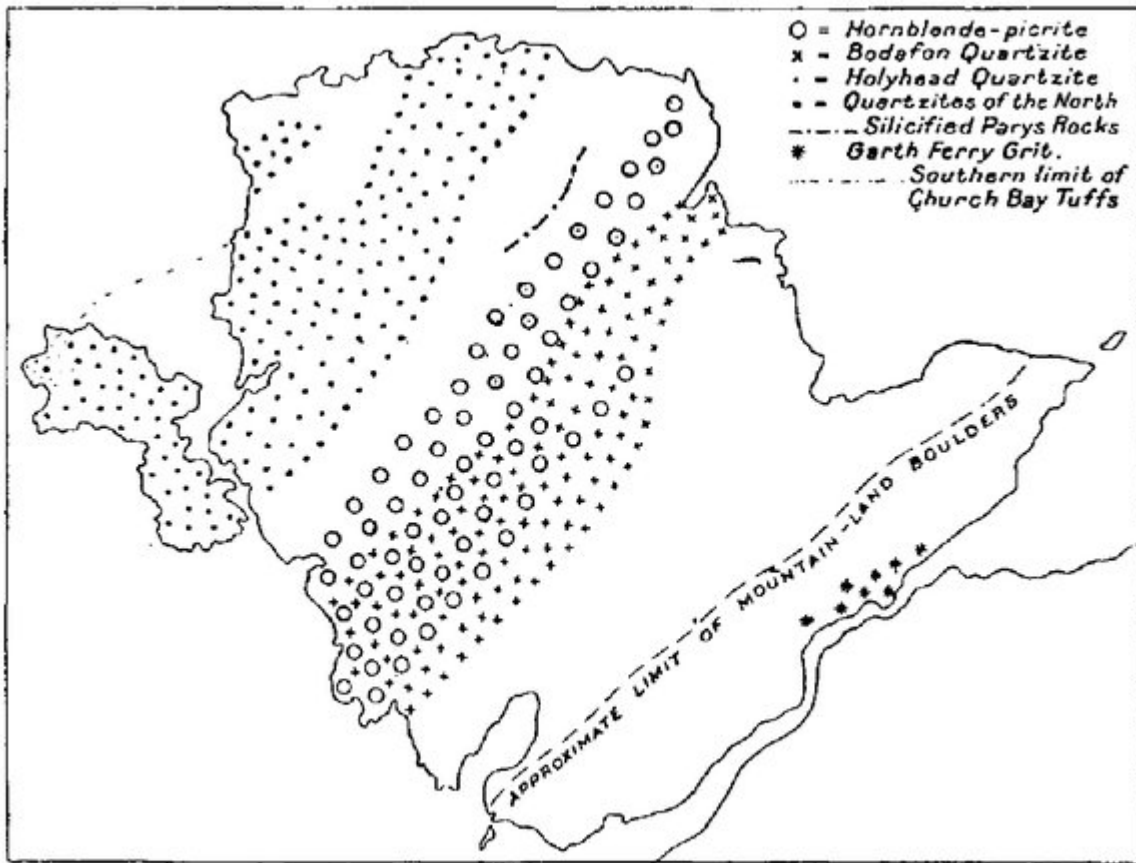 ○ = Hornblende-picrite
× - Bodafon Quartzite
· - Holyhead Quartzite
• - Quartzites of the North
—·—·— Silicified Parys Rocks
✱ Garth Ferry Grit.
........ Southern limit of
Church Bay Tuffs
APPROXIMATE LIMIT OF MOUNTAIN-LAND BOULDERS